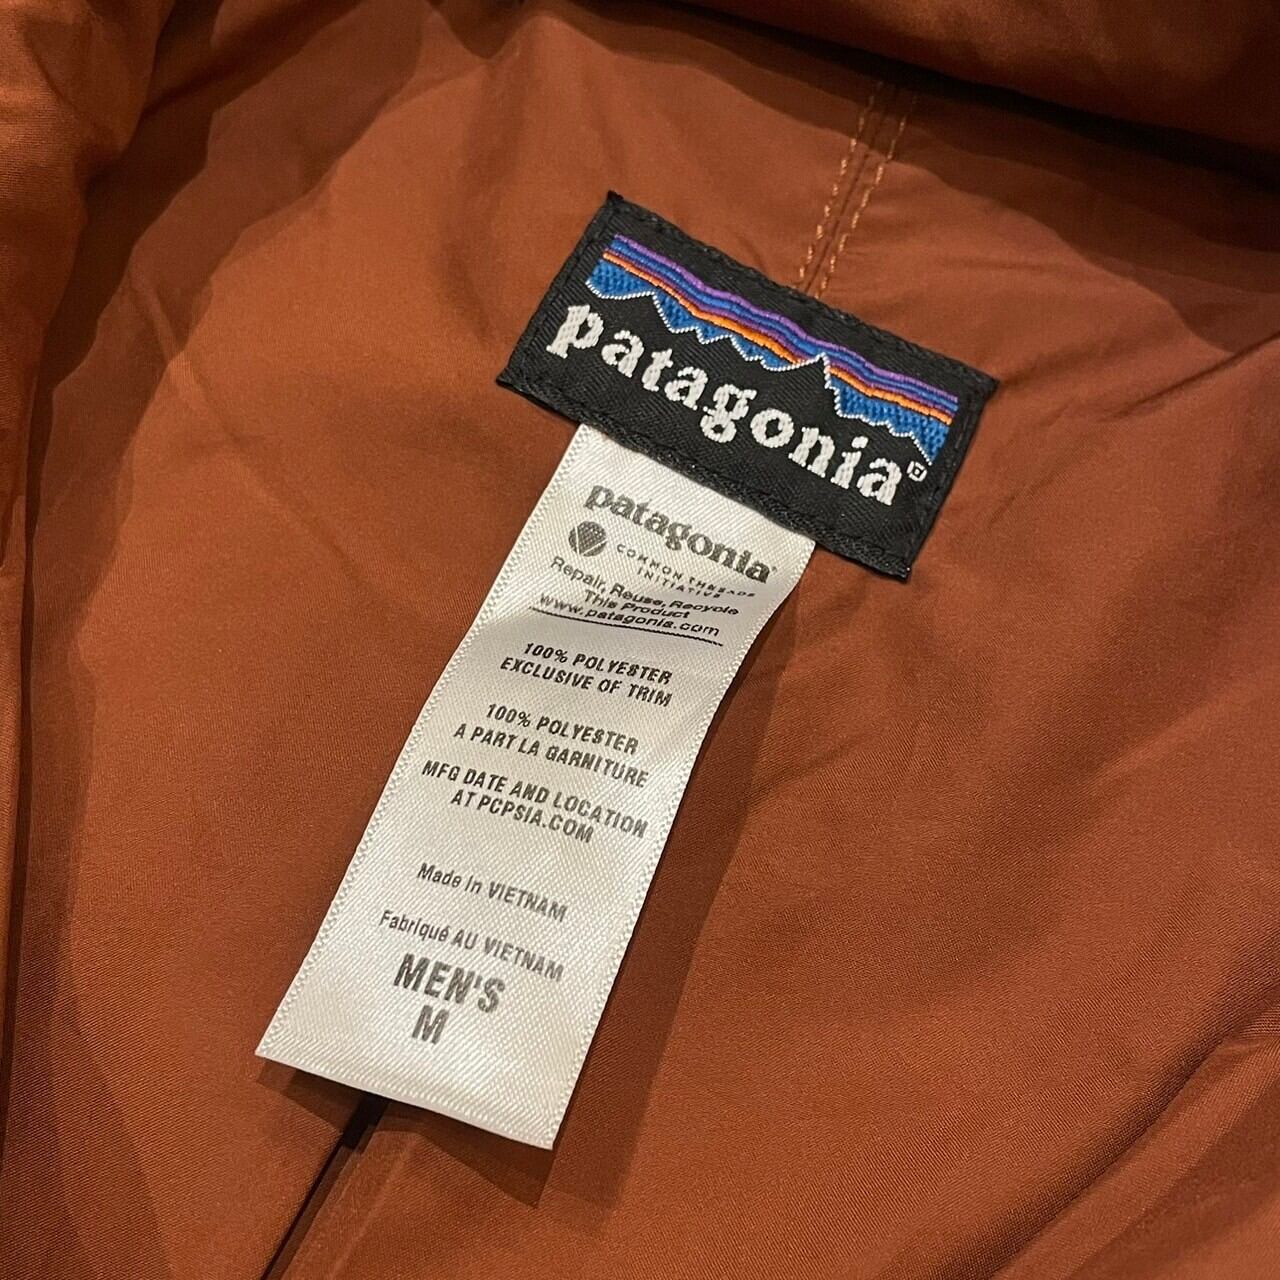 patagonia®
patagonia®
COMMON THREADS
INITIATIVE
Repair, Reuse, Recycle
This Product
www.patagonia.com
100% POLYESTER
EXCLUSIVE OF TRIM
100% POLYESTER
A PART LA GARNITURE
MFG DATE AND LOCATION
AT PCPSIA.COM
Made in VIETNAM
Fabriqué AU VIETNAM
MEN'S
M